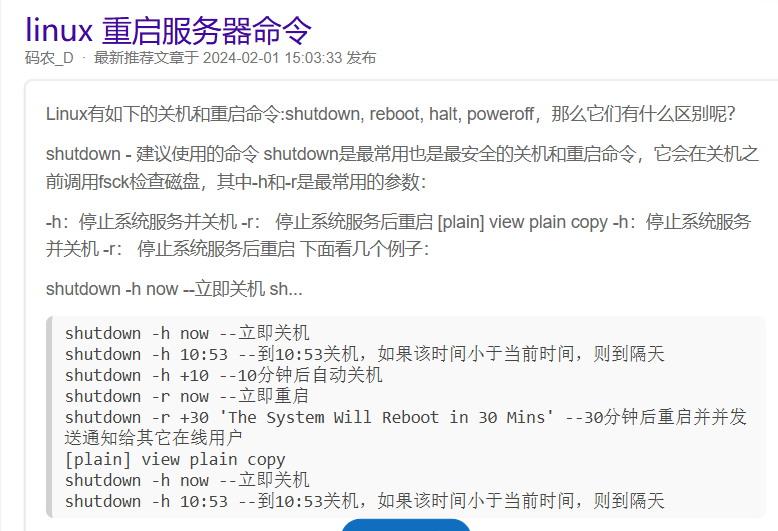 linux 重启服务器命令
码农_D · 最新推荐文章于 2024-02-01 15:03:33 发布
Linux有如下的关机和重启命令:shutdown, reboot, halt, poweroff，那么它们有什么区别呢？
shutdown - 建议使用的命令 shutdown是最常用也是最安全的关机和重启命令，它会在关机之
前调用fsck检查磁盘，其中-h和-r是最常用的参数：
-h：停止系统服务并关机 -r： 停止系统服务后重启 [plain] view plain copy -h：停止系统服务
并关机 -r： 停止系统服务后重启 下面看几个例子：
shutdown -h now --立即关机 sh...
shutdown -h now --立即关机
shutdown -h 10:53 --到10:53关机，如果该时间小于当前时间，则到隔天
shutdown -h +10 --10分钟后自动关机
shutdown -r now --立即重启
shutdown -r +30 'The System Will Reboot in 30 Mins' --30分钟后重启并并发
送通知给其它在线用户
[plain] view plain copy
shutdown -h now --立即关机
shutdown -h 10:53 --到10:53关机，如果该时间小于当前时间，则到隔天